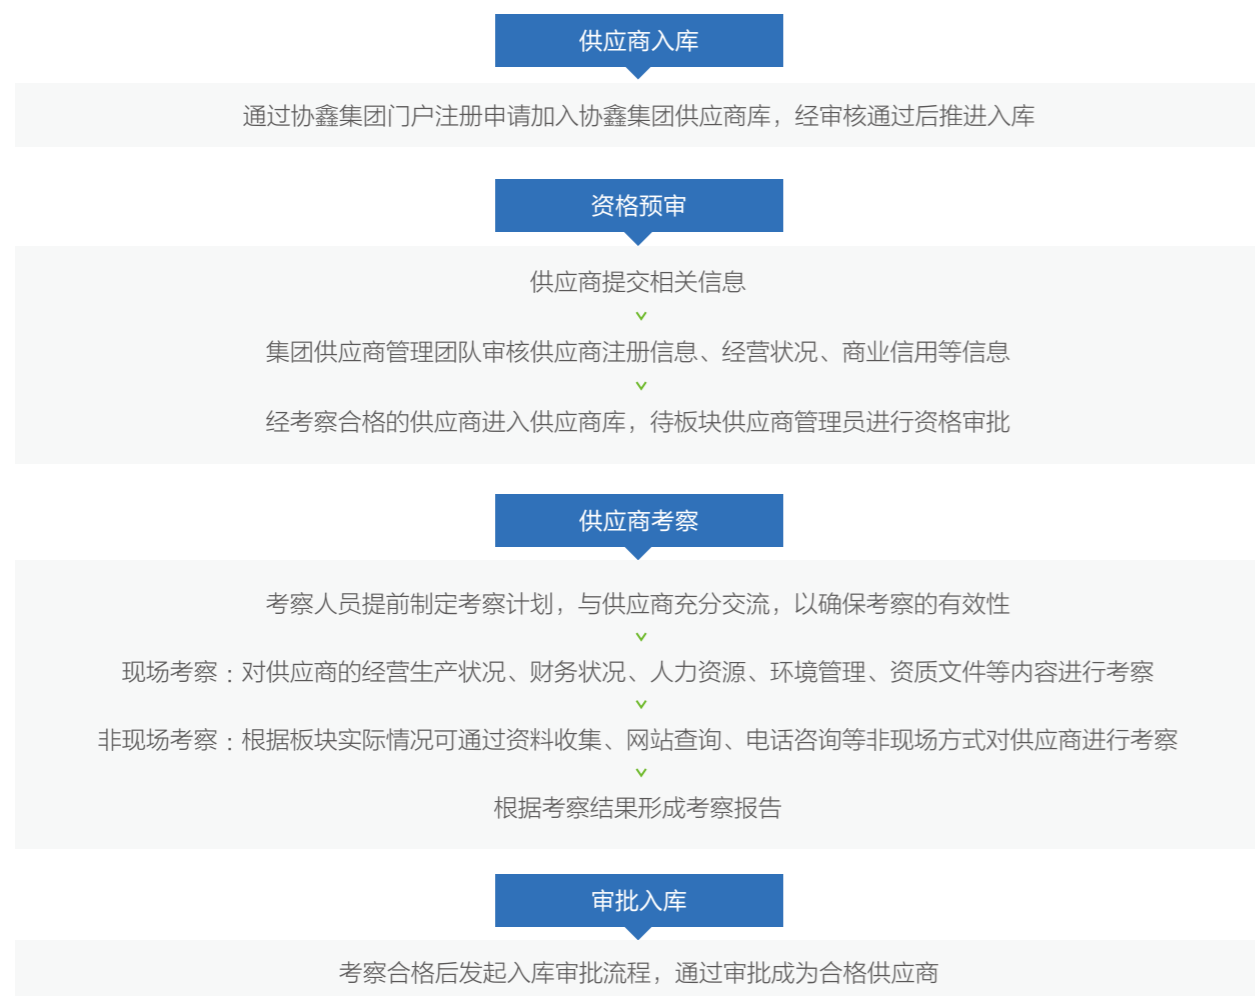 供应商入库
通过协鑫集团门户注册申请加入协鑫集团供应商库，经审核通过后推进入库
资格预审
供应商提交相关信息
集团供应商管理团队审核供应商注册信息、经营状况、商业信用等信息
经考察合格的供应商进入供应商库，待板块供应商管理员进行资格审批
供应商考察
考察人员提前制定考察计划，与供应商充分交流，以确保考察的有效性
现场考察：对供应商的经营生产状况、财务状况、人力资源、环境管理、资质文件等内容进行考察
非现场考察：根据板块实际情况可通过资料收集、网站查询、电话咨询等非现场方式对供应商进行考察
根据考察结果形成考察报告
审批入库
考察合格后发起入库审批流程，通过审批成为合格供应商